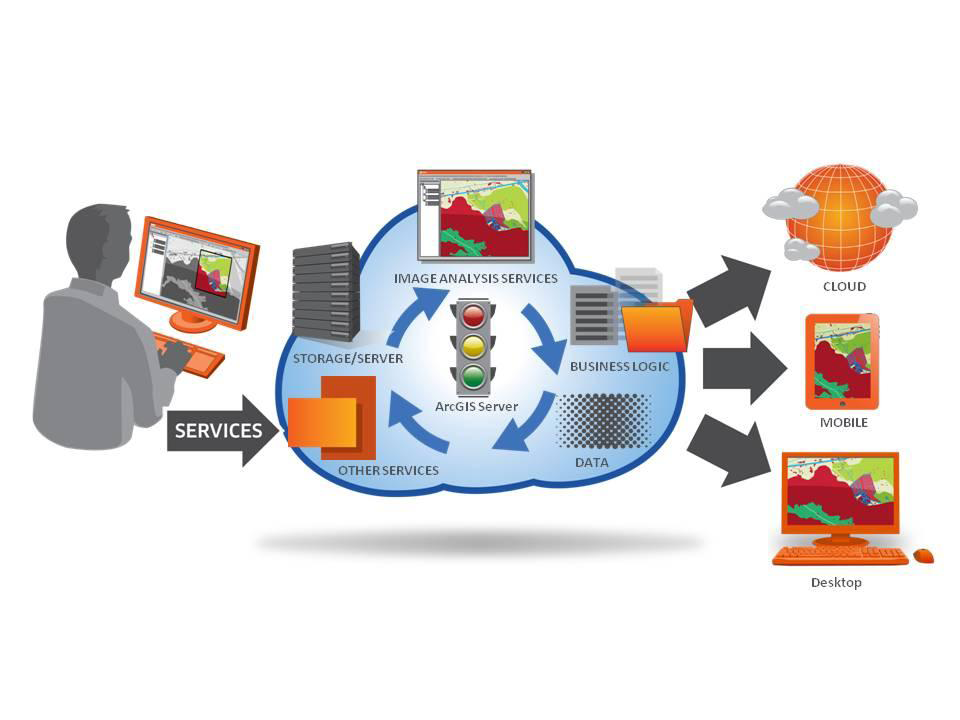 IMAGE ANALYSIS SERVICES
CLOUD
STORAGE/SERVER
BUSINESS LOGIC
ArcGIS Server
MOBILE
SERVICES
OTHER SERVICES
DATA
Desktop